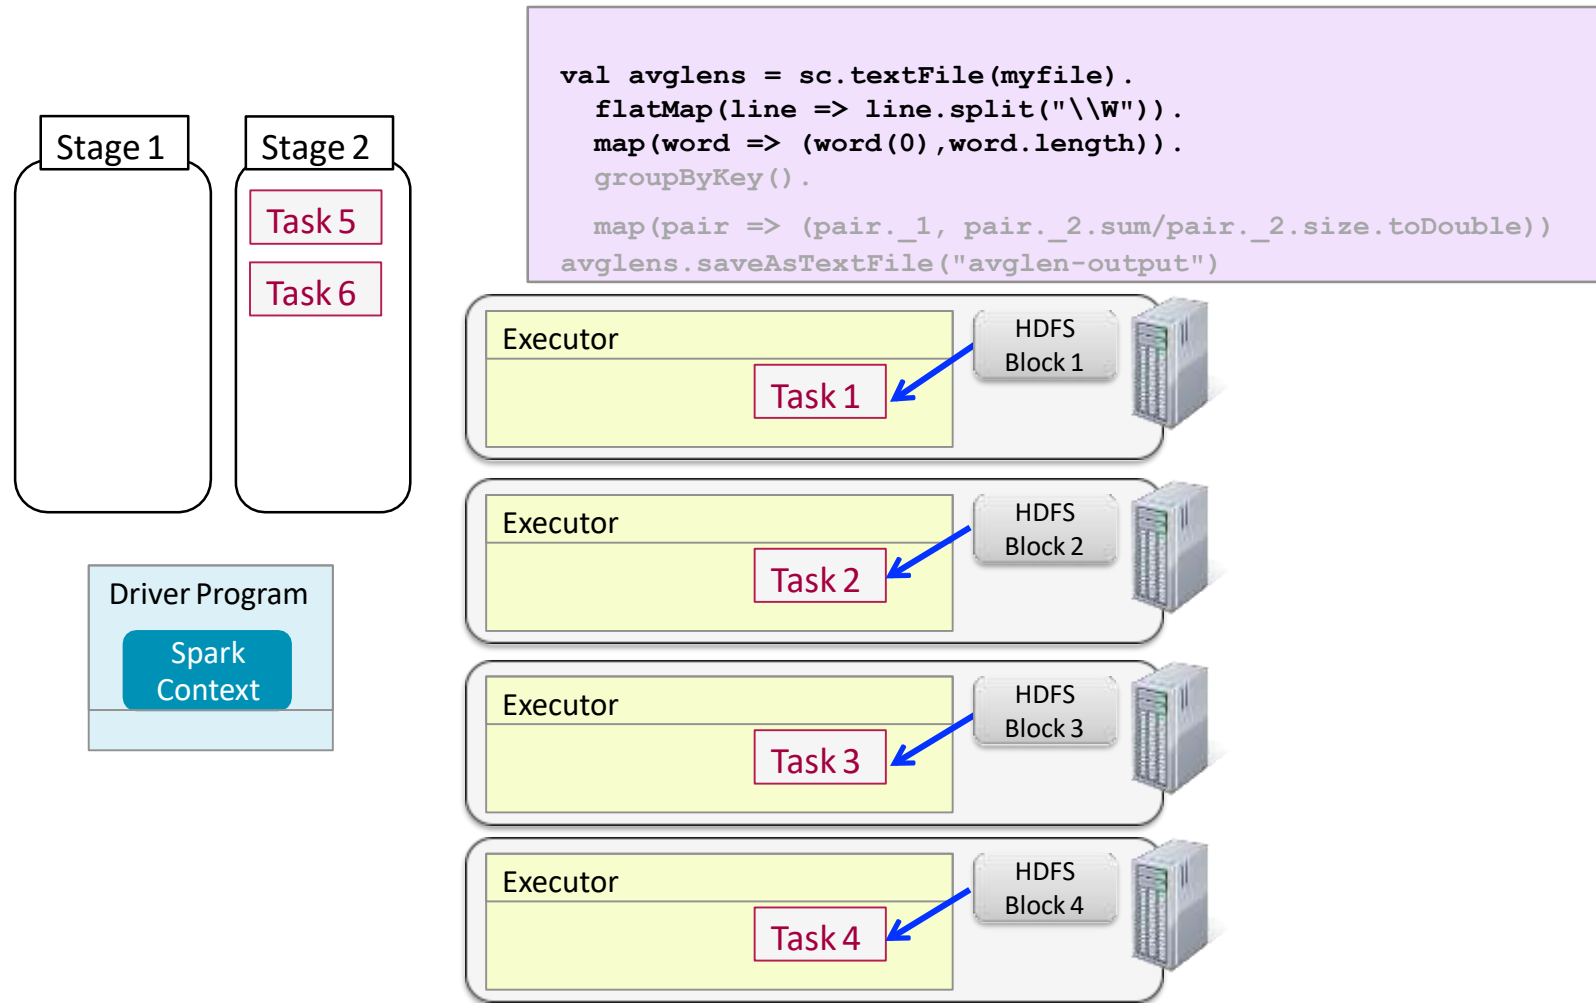 val avglens = sc.textFile(myfile).
flatMap(line => line.split("\\W")).
map(word => (word(0),word.length)).
groupByKey().
map(pair => (pair._1, pair._2.sum/pair._2.size.toDouble))
avglens.saveAsTextFile("avglen-output")
Stage 1
Stage 2
Task 5
Task 6
Driver Program
Spark
Context
Executor
Task 1
HDFS
Block 1
Executor
Task 2
HDFS
Block 2
Executor
Task 3
HDFS
Block 3
Executor
Task 4
HDFS
Block 4